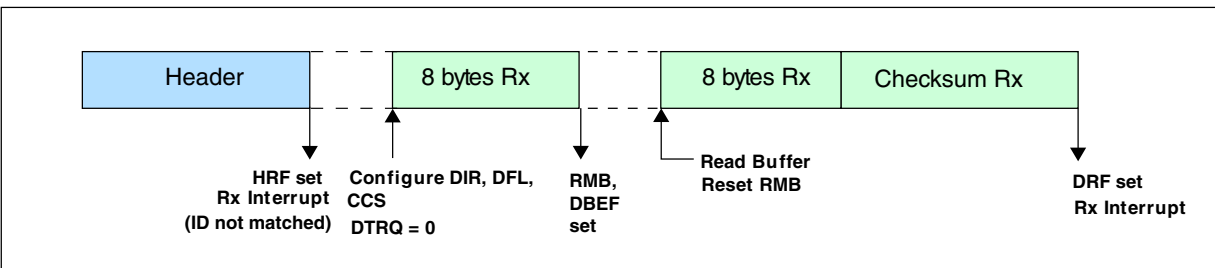 Header
8 bytes Rx
8 bytes Rx
Checksum Rx
HRF set
Rx Interrupt
(ID not matched)
Configure DIR, DFL,
CCS
DTRQ = 0
RMB,
DBEF
set
Read Buffer
Reset RMB
DRF set
Rx Interrupt